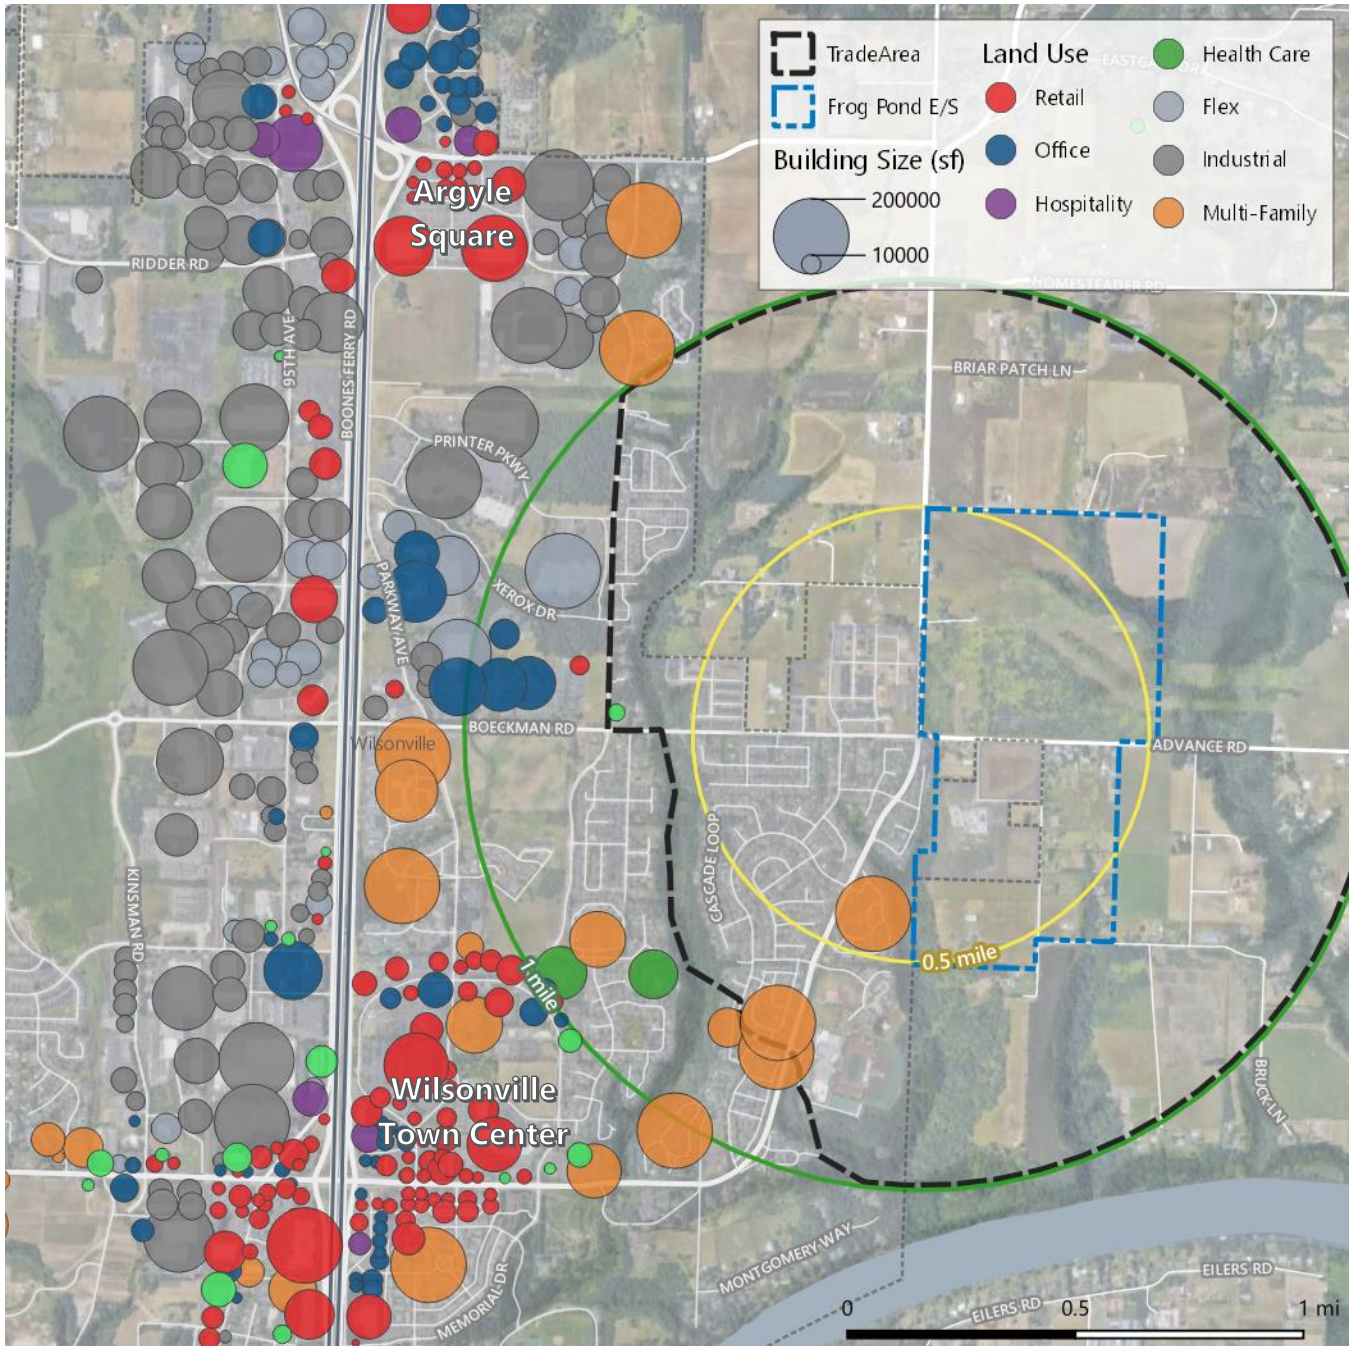 TradeArea
Frog Pond E/S
Building Size (sf)
200000
10000
Land Use
Retail
Office
Hospitality
Health Care
Flex
Industrial
Multi-Family
Argyle
Square
RIDDER RD
HOMESTEADER RD
95TH AVE
BOONES FERRY RD
BRIAR PATCH LN
PRINTER PKWY
XEROX DR
PARKWAY AVE
BOECKMAN RD
Wilsonville
ADVANCE RD
CASCADE LOOP
KINSMAN RD
0.5 mile
1 mile
Wilsonville
Town Center
BRUCK LN
MONTGOMERY WAY
EILERS RD
EILERS RD
MEMORIAL DR
0 0.5 1 mi